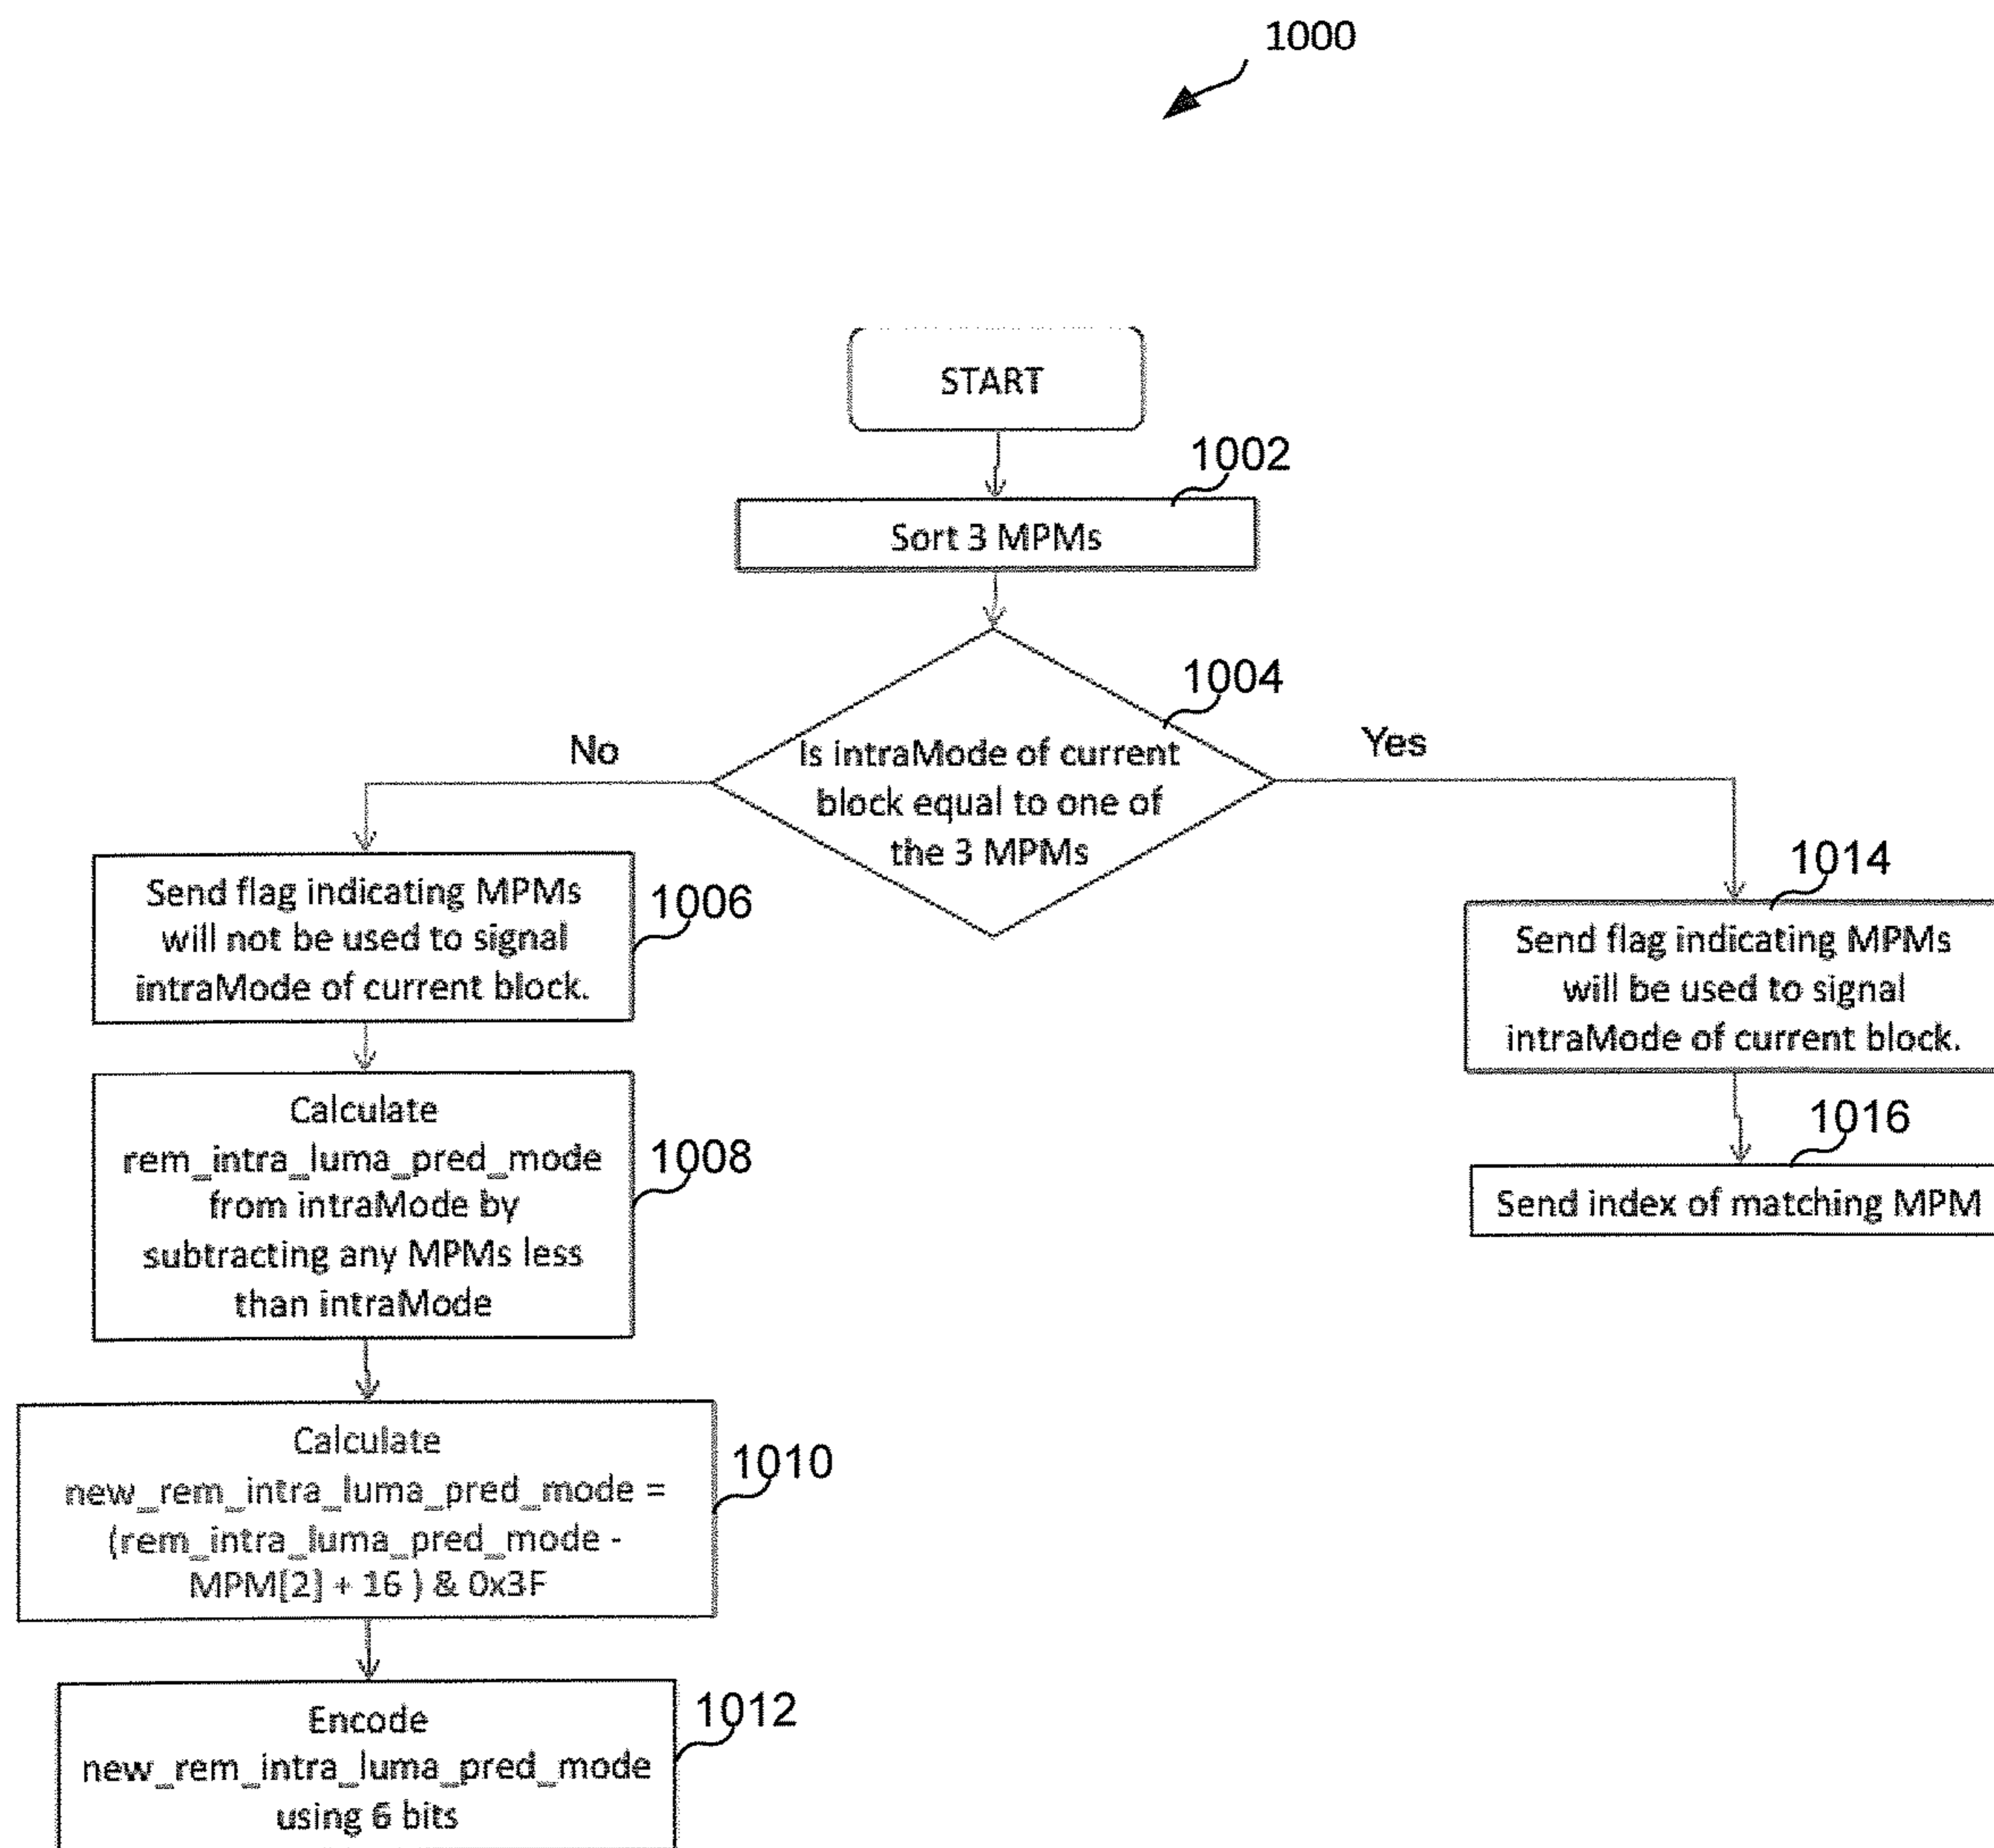 1000
START
1002
Sort 3 MPMs
1004
Is intraMode of current
block equal to one of
the 3 MPMs
No
Yes
Send flag indicating MPMs
will not be used to signal
intraMode of current block.
1006
Calculate
rem_intra_luma_pred_mode
from intraMode by
subtracting any MPMs less
than intraMode
1008
Calculate
new_rem_intra_luma_pred_mode =
(rem_intra_luma_pred_mode -
MPM[2] + 16 ) & 0x3F
1010
Encode
new_rem_intra_luma_pred_mode
using 6 bits
1012
1014
Send flag indicating MPMs
will be used to signal
intraMode of current block.
1016
Send index of matching MPM